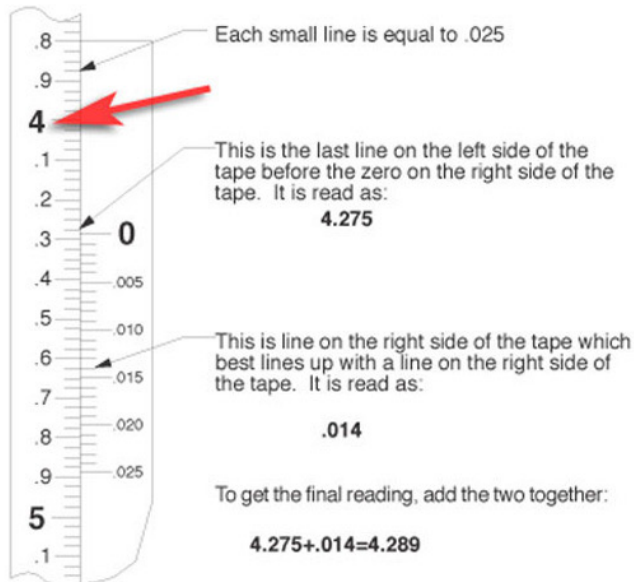 .8
Each small line is equal to .025
.9
4
.1
This is the last line on the left side of the
tape before the zero on the right side of the
tape. It is read as:
4.275
.2
.3
0
.4
.005
.5
.010
This is line on the right side of the tape which
best lines up with a line on the right side of
the tape. It is read as:
.014
.6
.015
.7
.020
.8
.025
.9
To get the final reading, add the two together:
5
4.275+.014=4.289
.1